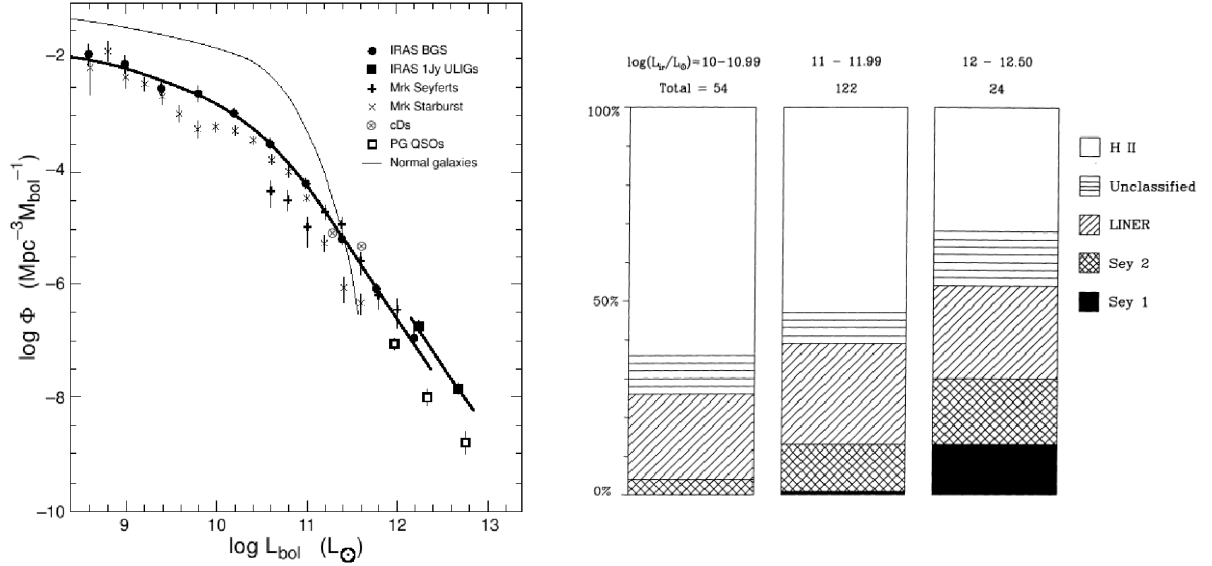 −2
−4
−6
−8
−10
log Φ (Mpc⁻³M_bol⁻¹)
9 10 11 12 13
log L_bol (L_⊙)
IRAS BGS
IRAS 1Jy ULIGs
Mrk Seyferts
Mrk Starburst
cDs
PG QSOs
Normal galaxies
log(L_ir/L_⊙)=10−10.99 11 − 11.99 12 − 12.50
Total = 54 122 24
100%
50%
0%
H II
Unclassified
LINER
Sey 2
Sey 1